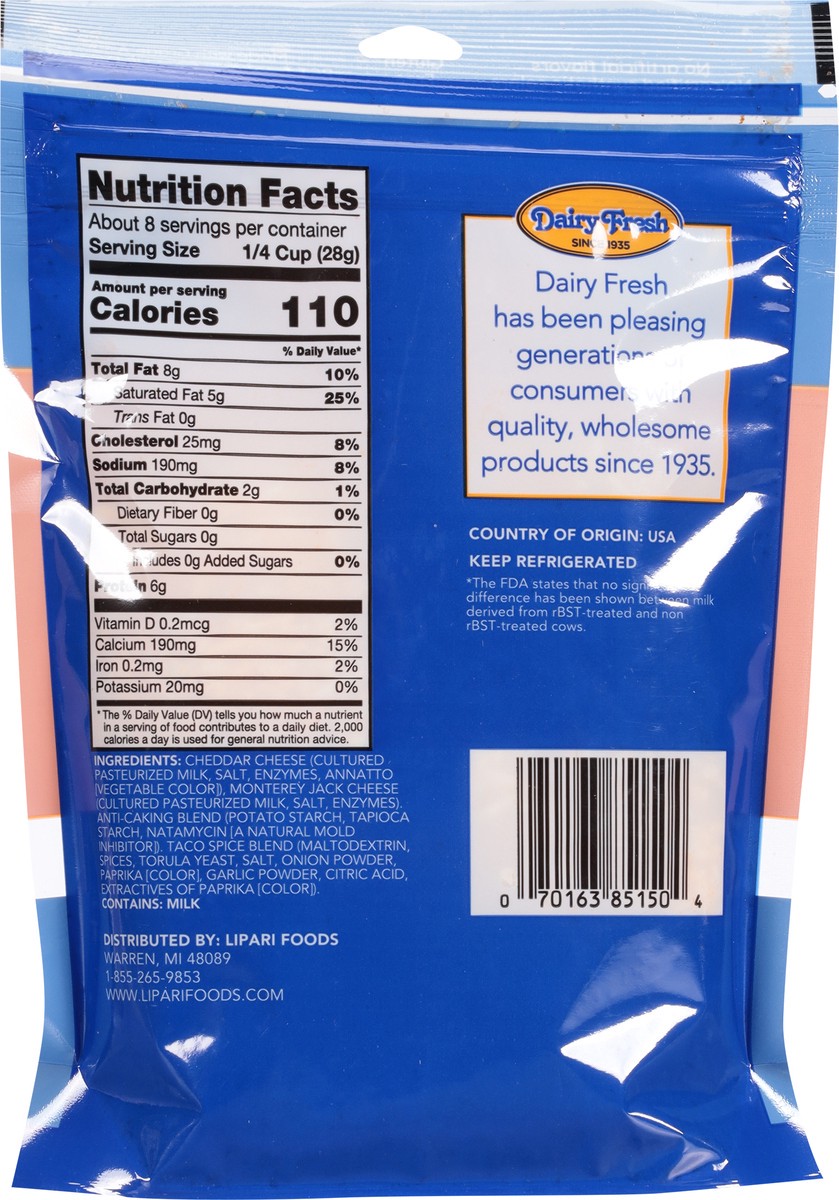 Nutrition Facts
About 8 servings per container
Serving Size 1/4 Cup (28g)
Amount per serving
Calories 110
% Daily Value*
Total Fat 8g 10%
Saturated Fat 5g 25%
Trans Fat 0g
Cholesterol 25mg 8%
Sodium 190mg 8%
Total Carbohydrate 2g 1%
Dietary Fiber 0g 0%
Total Sugars 0g
Includes 0g Added Sugars 0%
Protein 6g
Vitamin D 0.2mcg 2%
Calcium 190mg 15%
Iron 0.2mg 2%
Potassium 20mg 0%
* The % Daily Value (DV) tells you how much a nutrient
in a serving of food contributes to a daily diet. 2,000
calories a day is used for general nutrition advice.
INGREDIENTS: CHEDDAR CHEESE (CULTURED
PASTEURIZED MILK, SALT, ENZYMES, ANNATTO
[VEGETABLE COLOR]), MONTEREY JACK CHEESE
(CULTURED PASTEURIZED MILK, SALT, ENZYMES).
ANTI-CAKING BLEND (POTATO STARCH, TAPIOCA
STARCH, NATAMYCIN [A NATURAL MOLD
INHIBITOR]). TACO SPICE BLEND (MALTODEXTRIN,
SPICES, TORULA YEAST, SALT, ONION POWDER,
PAPRIKA [COLOR], GARLIC POWDER, CITRIC ACID,
EXTRACTIVES OF PAPRIKA [COLOR]).
CONTAINS: MILK
DISTRIBUTED BY: LIPARI FOODS
WARREN, MI 48089
1-855-265-9853
WWW.LIPARIFOODS.COM
Dairy Fresh
SINCE 1935
Dairy Fresh
has been pleasing
generations of
consumers with
quality, wholesome
products since 1935.
COUNTRY OF ORIGIN: USA
KEEP REFRIGERATED
*The FDA states that no
difference has been shown between milk
derived from rBST-treated and non
rBST-treated cows.
0 70163 85150 4